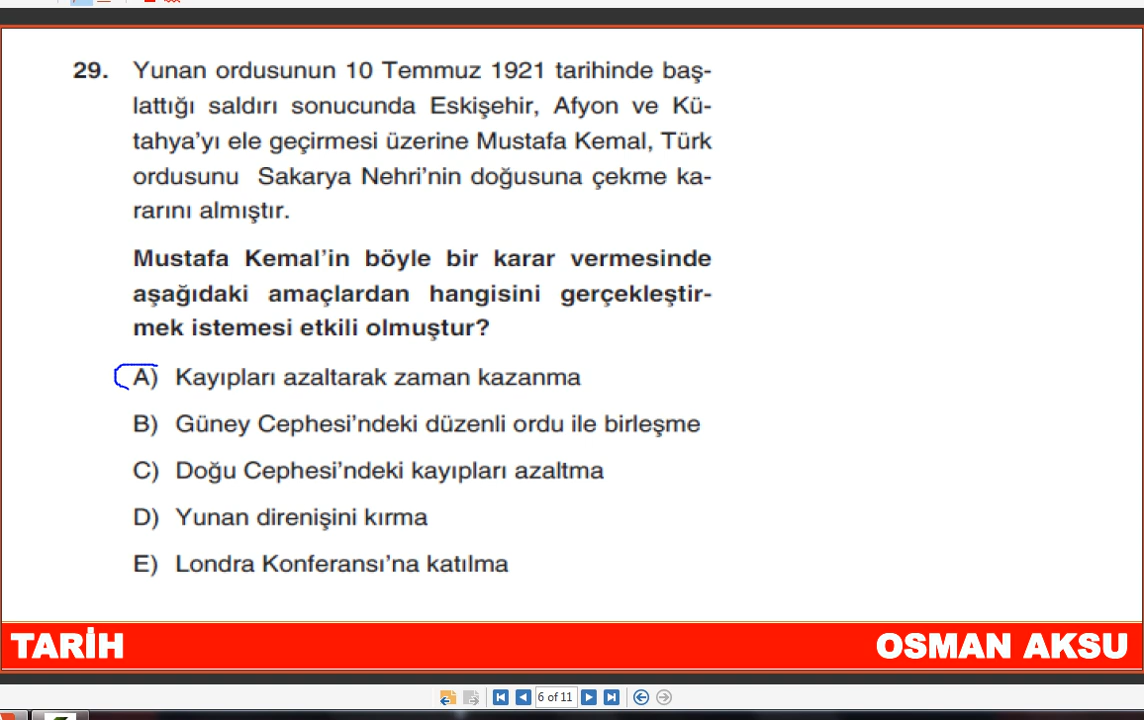 29. Yunan ordusunun 10 Temmuz 1921 tarihinde baş-
lattığı saldırı sonucunda Eskişehir, Afyon ve Kü-
tahya'yı ele geçirmesi üzerine Mustafa Kemal, Türk
ordusunu Sakarya Nehri'nin doğusuna çekme ka-
rarını almıştır.
Mustafa Kemal'in böyle bir karar vermesinde
aşağıdaki amaçlardan hangisini gerçekleştir-
mek istemesi etkili olmuştur?
A) Kayıpları azaltarak zaman kazanma
B) Güney Cephesi'ndeki düzenli ordu ile birleşme
C) Doğu Cephesi'ndeki kayıpları azaltma
D) Yunan direnişini kırma
E) Londra Konferansı'na katılma
TARİH OSMAN AKSU
6 of 11